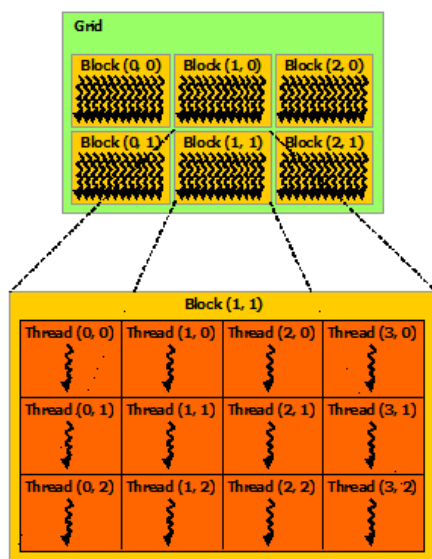 Grid
Block (0, 0) Block (1, 0) Block (2, 0)
Block (0, 1) Block (1, 1) Block (2, 1)
Block (1, 1)
Thread (0, 0) Thread (1, 0) Thread (2, 0) Thread (3, 0)
Thread (0, 1) Thread (1, 1) Thread (2, 1) Thread (3, 1)
Thread (0, 2) Thread (1, 2) Thread (2, 2) Thread (3, 2)